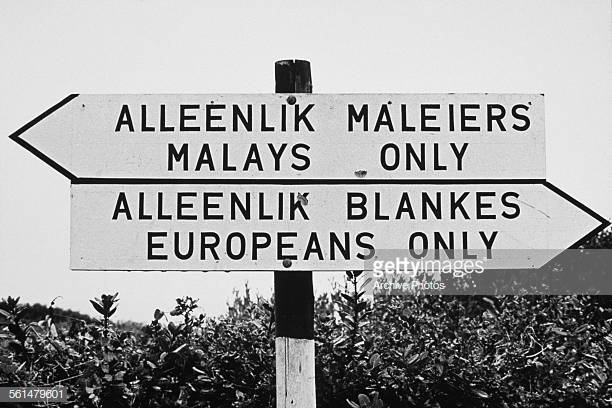 ALLEENLIK MALEIERS
MALAYS ONLY
ALLEENLIK BLANKES
EUROPEANS ONLY
gettyimages
Archive Photos
561479601